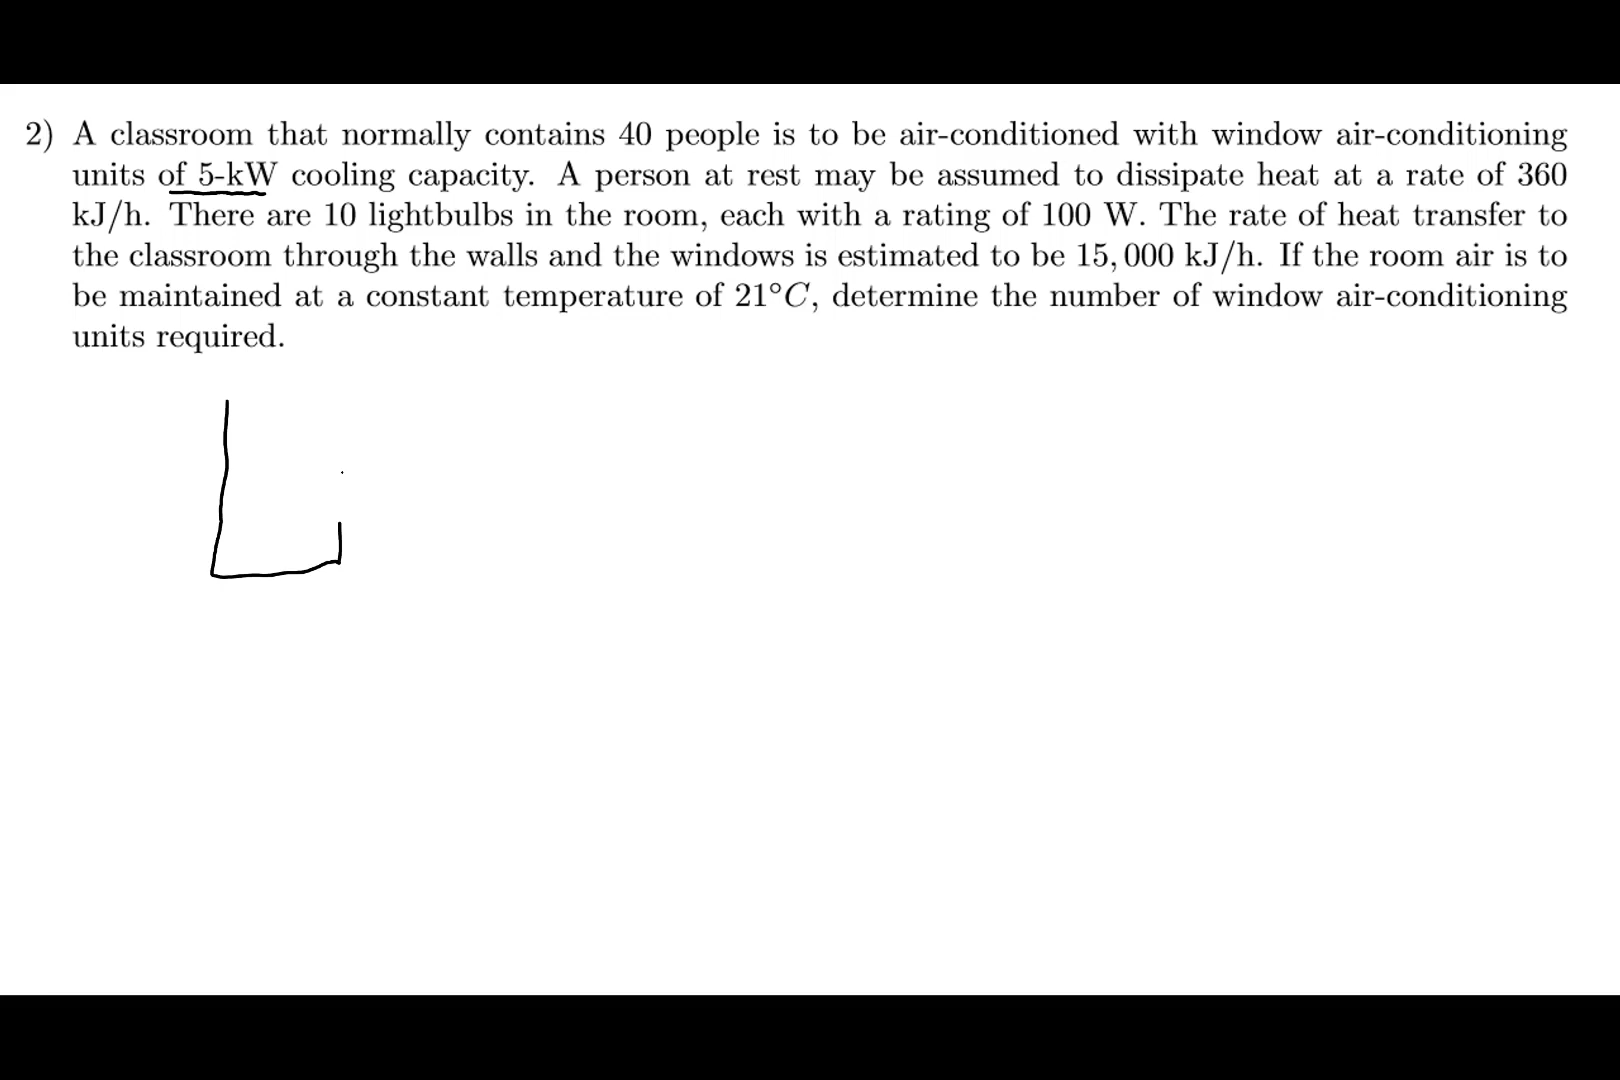 2) A classroom that normally contains 40 people is to be air-conditioned with window air-conditioning
units of 5-kW cooling capacity. A person at rest may be assumed to dissipate heat at a rate of 360
kJ/h. There are 10 lightbulbs in the room, each with a rating of 100 W. The rate of heat transfer to
the classroom through the walls and the windows is estimated to be 15,000 kJ/h. If the room air is to
be maintained at a constant temperature of 21°C, determine the number of window air-conditioning
units required.